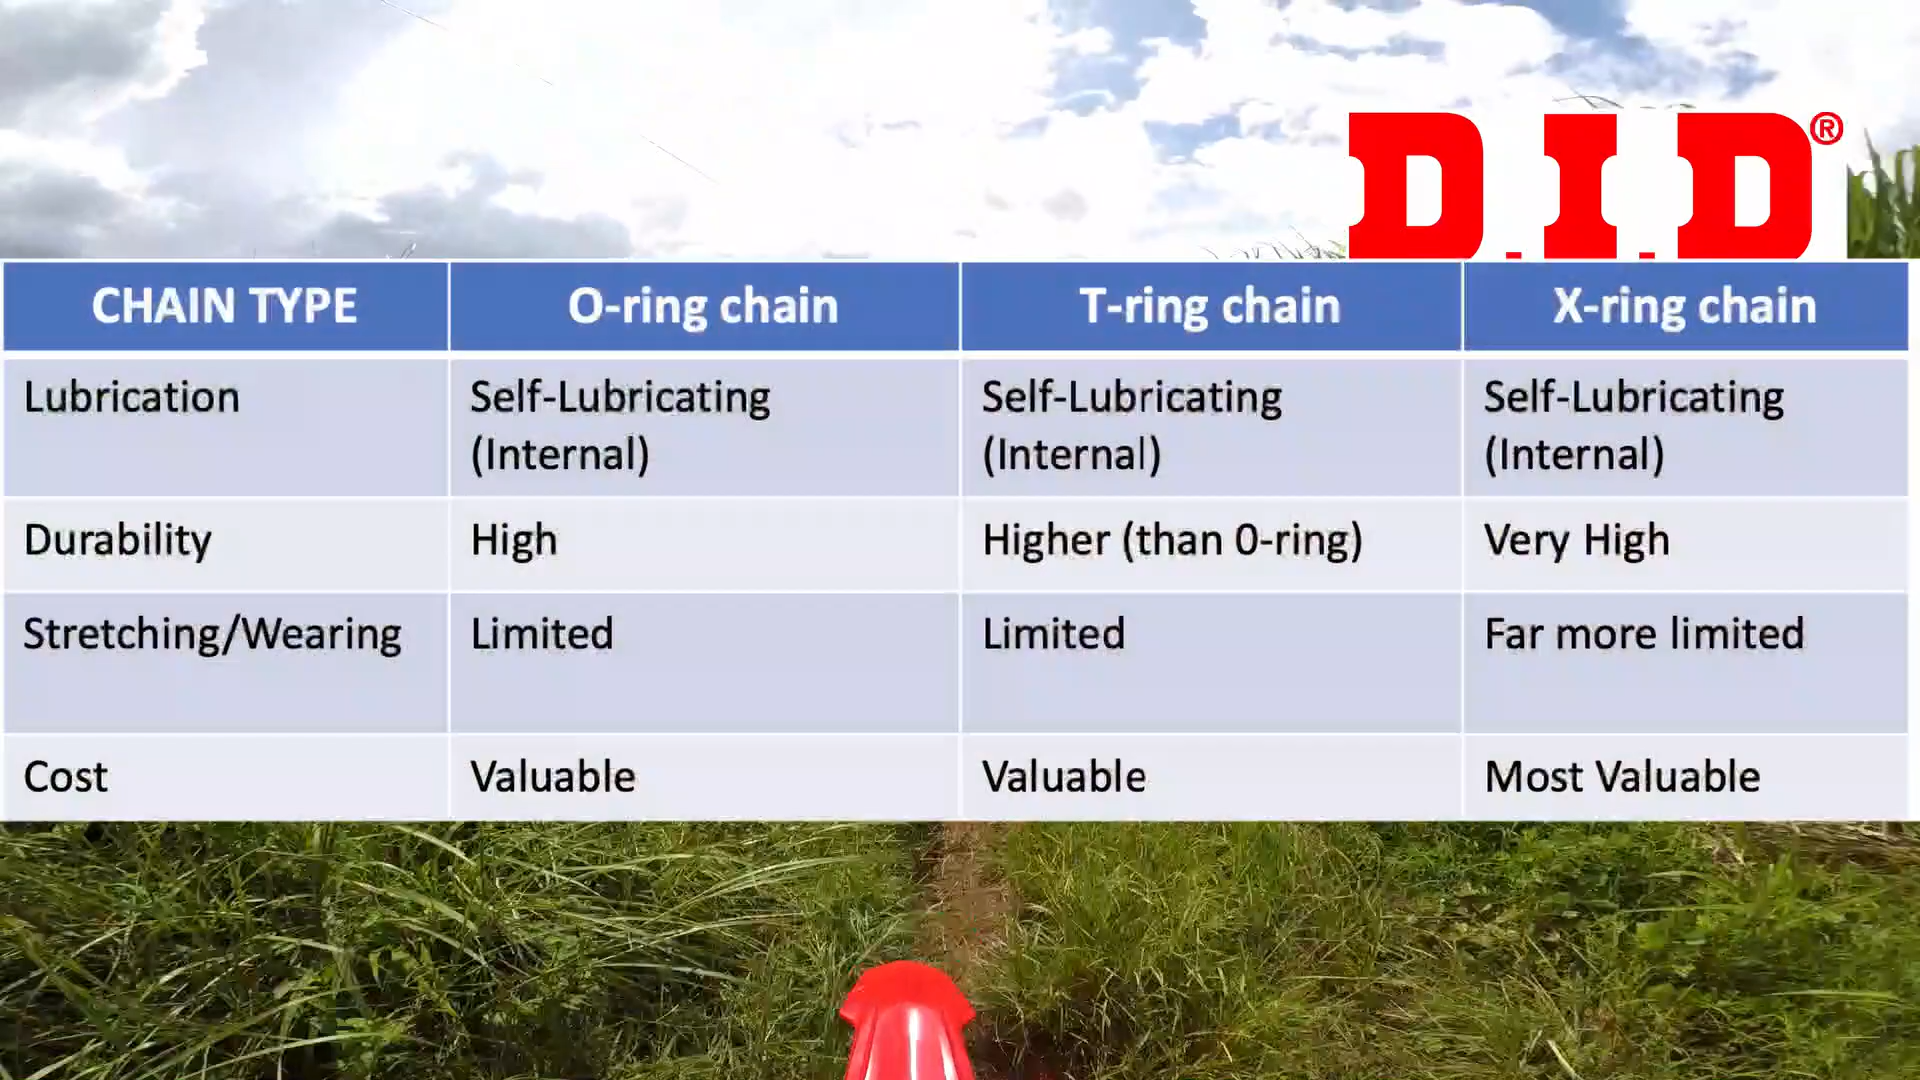 D.I.D®
CHAIN TYPE O-ring chain T-ring chain X-ring chain
Lubrication Self-Lubricating (Internal) Self-Lubricating (Internal) Self-Lubricating (Internal)
Durability High Higher (than 0-ring) Very High
Stretching/Wearing Limited Limited Far more limited
Cost Valuable Valuable Most Valuable